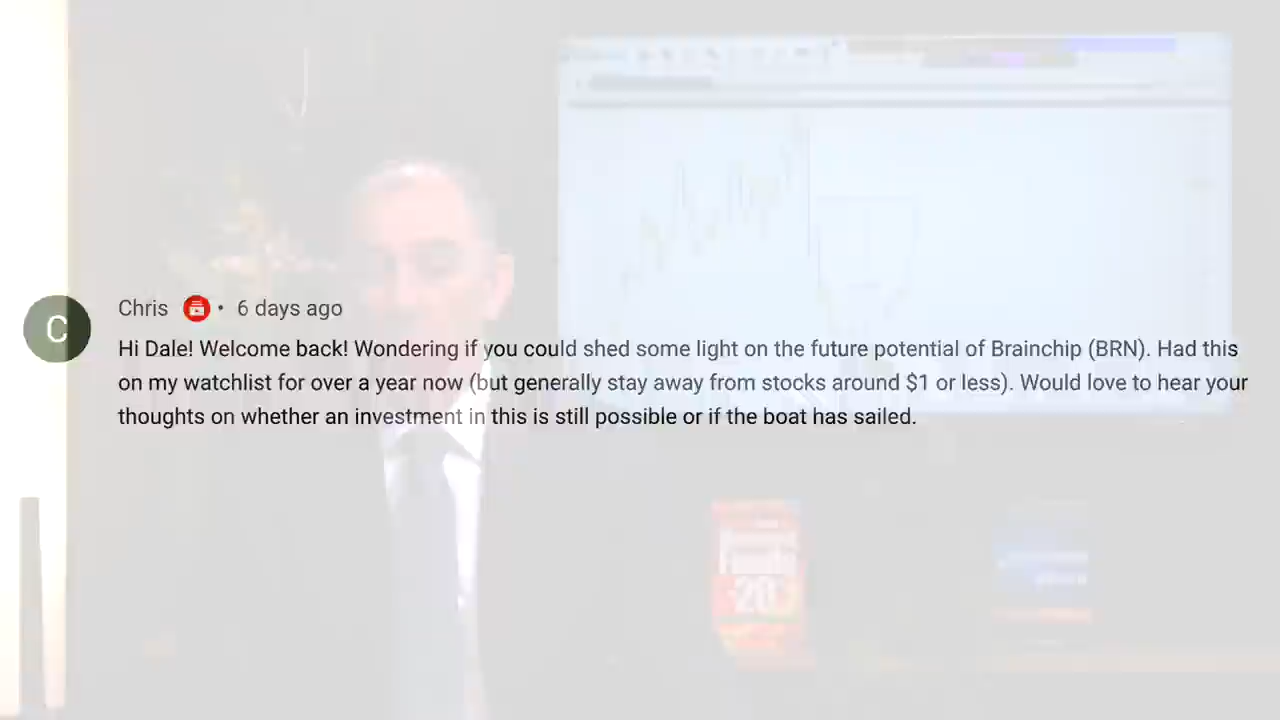 C
Chris • 6 days ago
Hi Dale! Welcome back! Wondering if you could shed some light on the future potential of Brainchip (BRN). Had this
on my watchlist for over a year now (but generally stay away from stocks around $1 or less). Would love to hear your
thoughts on whether an investment in this is still possible or if the boat has sailed.
20